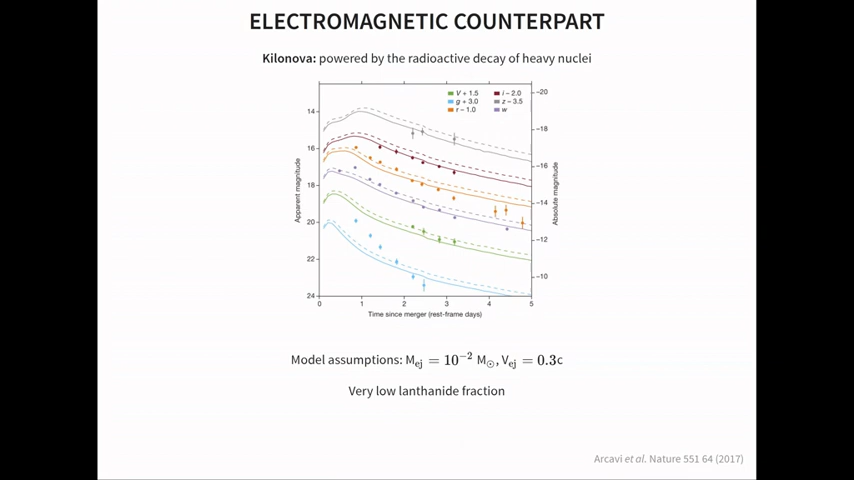 ELECTROMAGNETIC COUNTERPART
Kilonova: powered by the radioactive decay of heavy nuclei
V + 1.5
g + 3.0
r – 1.0
i – 2.0
z – 3.5
w
14
16
18
20
22
24
–20
–18
–16
–14
–12
–10
Apparent magnitude
Absolute magnitude
0 1 2 3 4 5
Time since merger (rest-frame days)
Model assumptions: M_ej = 10^−2 M_⊙, V_ej = 0.3c
Very low lanthanide fraction
Arcavi et al. Nature 551 64 (2017)